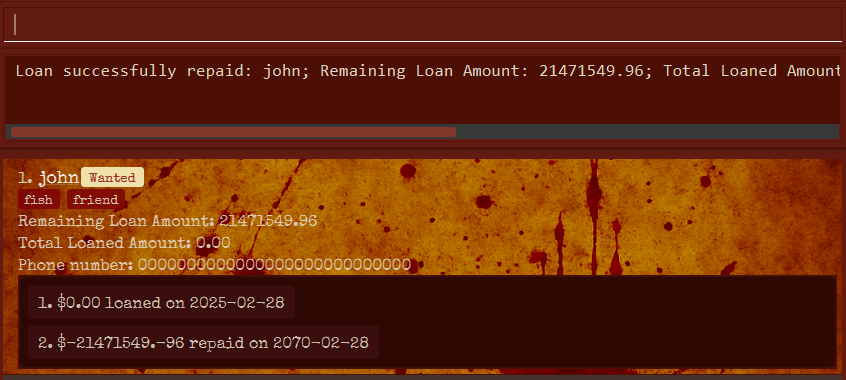 Loan successfully repaid: john; Remaining Loan Amount: 21471549.96; Total Loaned Amount
1. john Wanted
fish friend
Remaining Loan Amount: 21471549.96
Total Loaned Amount: 0.00
Phone number: 0000000000000000000000000000
1. $0.00 loaned on 2025-02-28
2. $-21471549.-96 repaid on 2070-02-28